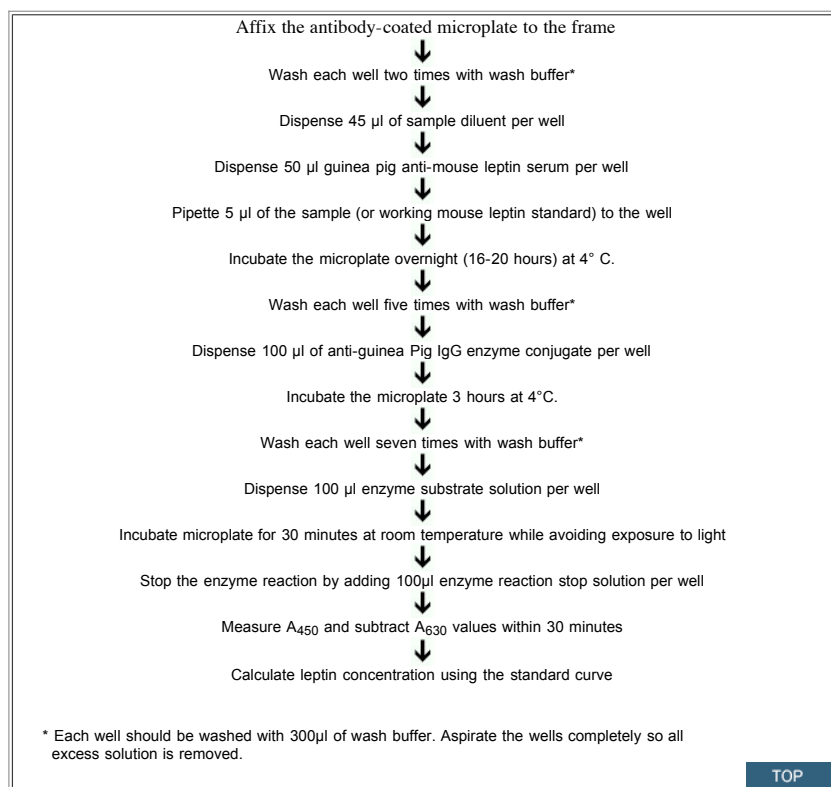 Affix the antibody-coated microplate to the frame
Wash each well two times with wash buffer*
Dispense 45 µl of sample diluent per well
Dispense 50 µl guinea pig anti-mouse leptin serum per well
Pipette 5 µl of the sample (or working mouse leptin standard) to the well
Incubate the microplate overnight (16-20 hours) at 4° C.
Wash each well five times with wash buffer*
Dispense 100 µl of anti-guinea Pig IgG enzyme conjugate per well
Incubate the microplate 3 hours at 4°C.
Wash each well seven times with wash buffer*
Dispense 100 µl enzyme substrate solution per well
Incubate microplate for 30 minutes at room temperature while avoiding exposure to light
Stop the enzyme reaction by adding 100µl enzyme reaction stop solution per well
Measure A450 and subtract A630 values within 30 minutes
Calculate leptin concentration using the standard curve
* Each well should be washed with 300µl of wash buffer. Aspirate the wells completely so all
excess solution is removed.
TOP